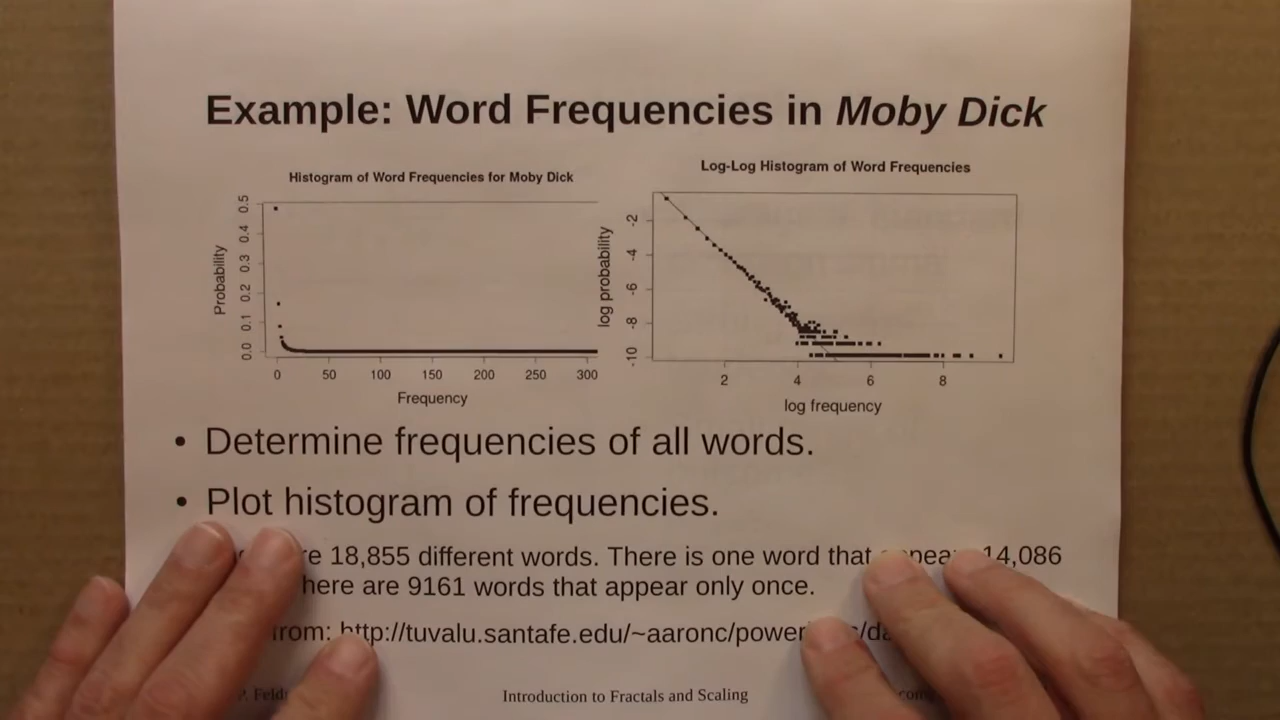 Example: Word Frequencies in Moby Dick
Histogram of Word Frequencies for Moby Dick
Probability
0.5
0.4
0.3
0.2
0.1
0.0
0 50 100 150 200 250 300
Frequency
Log-Log Histogram of Word Frequencies
log probability
-2
-4
-6
-8
-10
2 4 6 8
log frequency
• Determine frequencies of all words.
• Plot histogram of frequencies.
18,855 different words. There is one word that 14,086
are 9161 words that appear only once.
http://tuvalu.santafe.edu/~aaronc/power
P. Introduction to Fractals and Scaling